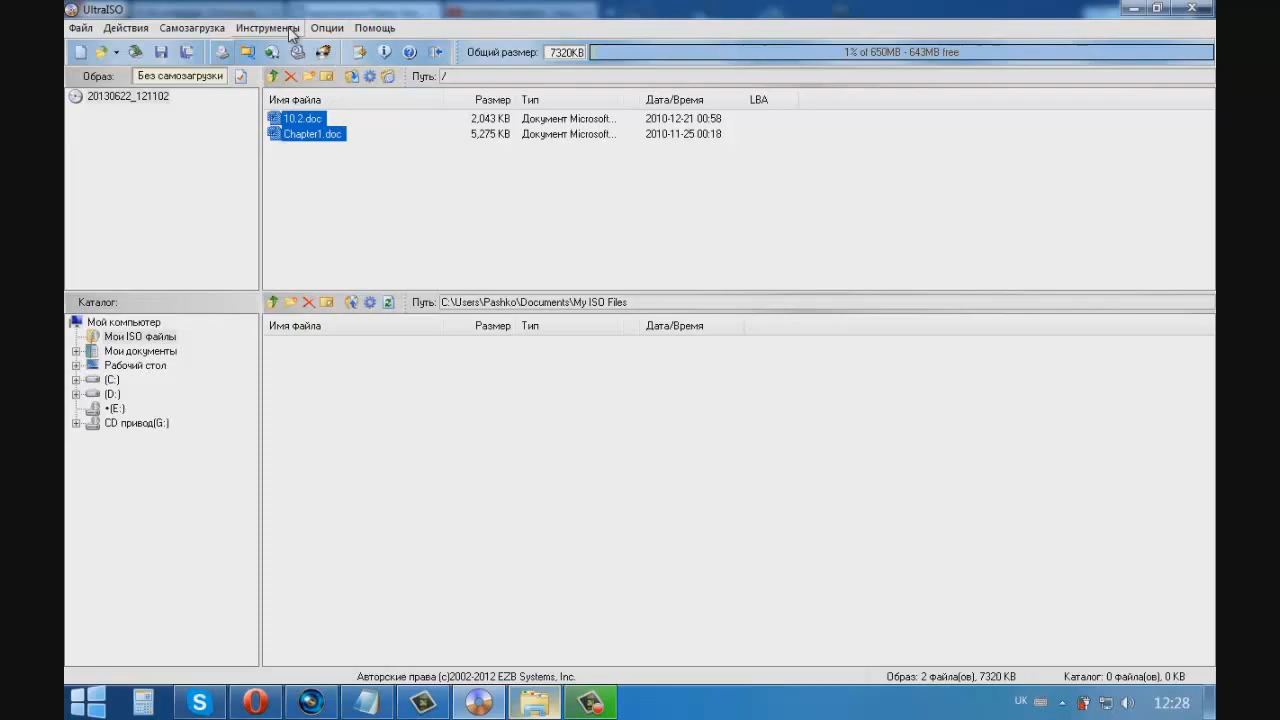 UltraISO
Файл Действия Самозагрузка Инструменты Опции Помощь
Общий размер: 7320KB 1% of 650MB - 643MB free
Образ: Без самозагрузки Путь: /
20130622_121102
Имя файла Размер Тип Дата/Время LBA
10.2.doc 2,043 KB Документ Microsoft... 2010-12-21 00:58
Chapter1.doc 5,275 KB Документ Microsoft... 2010-11-25 00:18
Каталог: Путь: C:\Users\Pashko\Documents\My ISO Files
Имя файла Размер Тип Дата/Время
Мой компьютер
Мои ISO файлы
Мои документы
Рабочий стол
(C:)
(D:)
(E:)
CD привод(G:)
Авторские права (c)2002-2012 EZB Systems, Inc. Образ: 2 файла(ов), 7320 KB Каталог: 0 файла(ов), 0 KB
UK 12:28